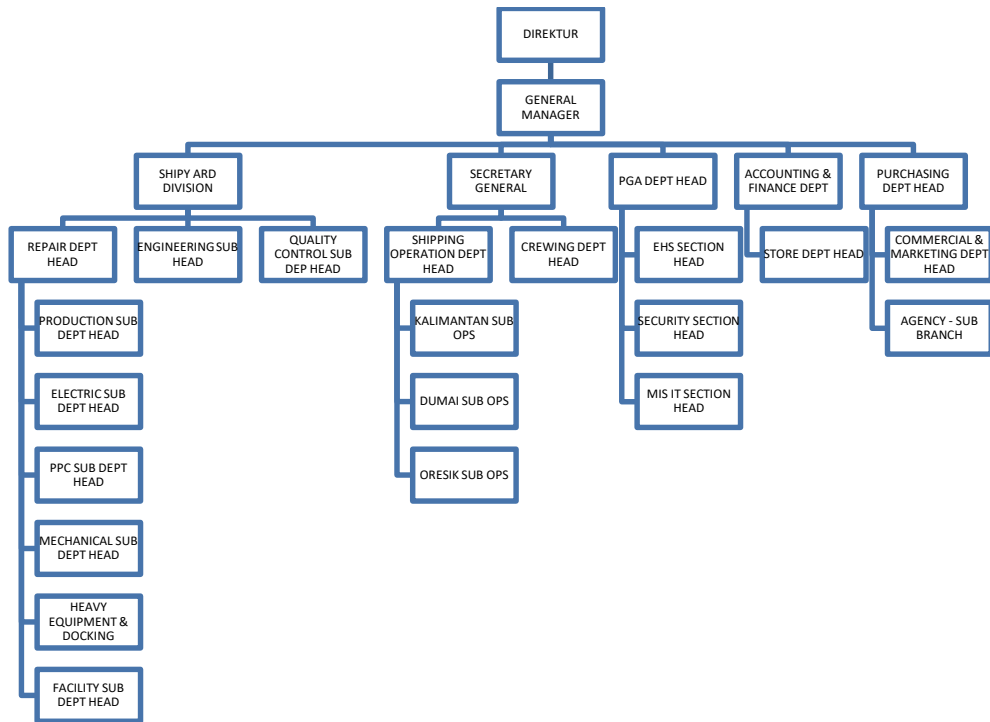 DIREKTUR
GENERAL
MANAGER
SHIPY ARD
DIVISION
SECRETARY
GENERAL
PGA DEPT HEAD
ACCOUNTING &
FINANCE DEPT
PURCHASING
DEPT HEAD
REPAIR DEPT
HEAD
ENGINEERING SUB
HEAD
QUALITY
CONTROL SUB
DEP HEAD
SHIPPING
OPERATION DEPT
HEAD
CREWING DEPT
HEAD
EHS SECTION
HEAD
STORE DEPT HEAD
COMMERCIAL &
MARKETING DEPT
HEAD
PRODUCTION SUB
DEPT HEAD
KALIMANTAN SUB
OPS
SECURITY SECTION
HEAD
AGENCY - SUB
BRANCH
ELECTRIC SUB
DEPT HEAD
DUMAI SUB OPS
MIS IT SECTION
HEAD
PPC SUB DEPT
HEAD
ORESIK SUB OPS
MECHANICAL SUB
DEPT HEAD
HEAVY
EQUIPMENT &
DOCKING
FACILITY SUB
DEPT HEAD